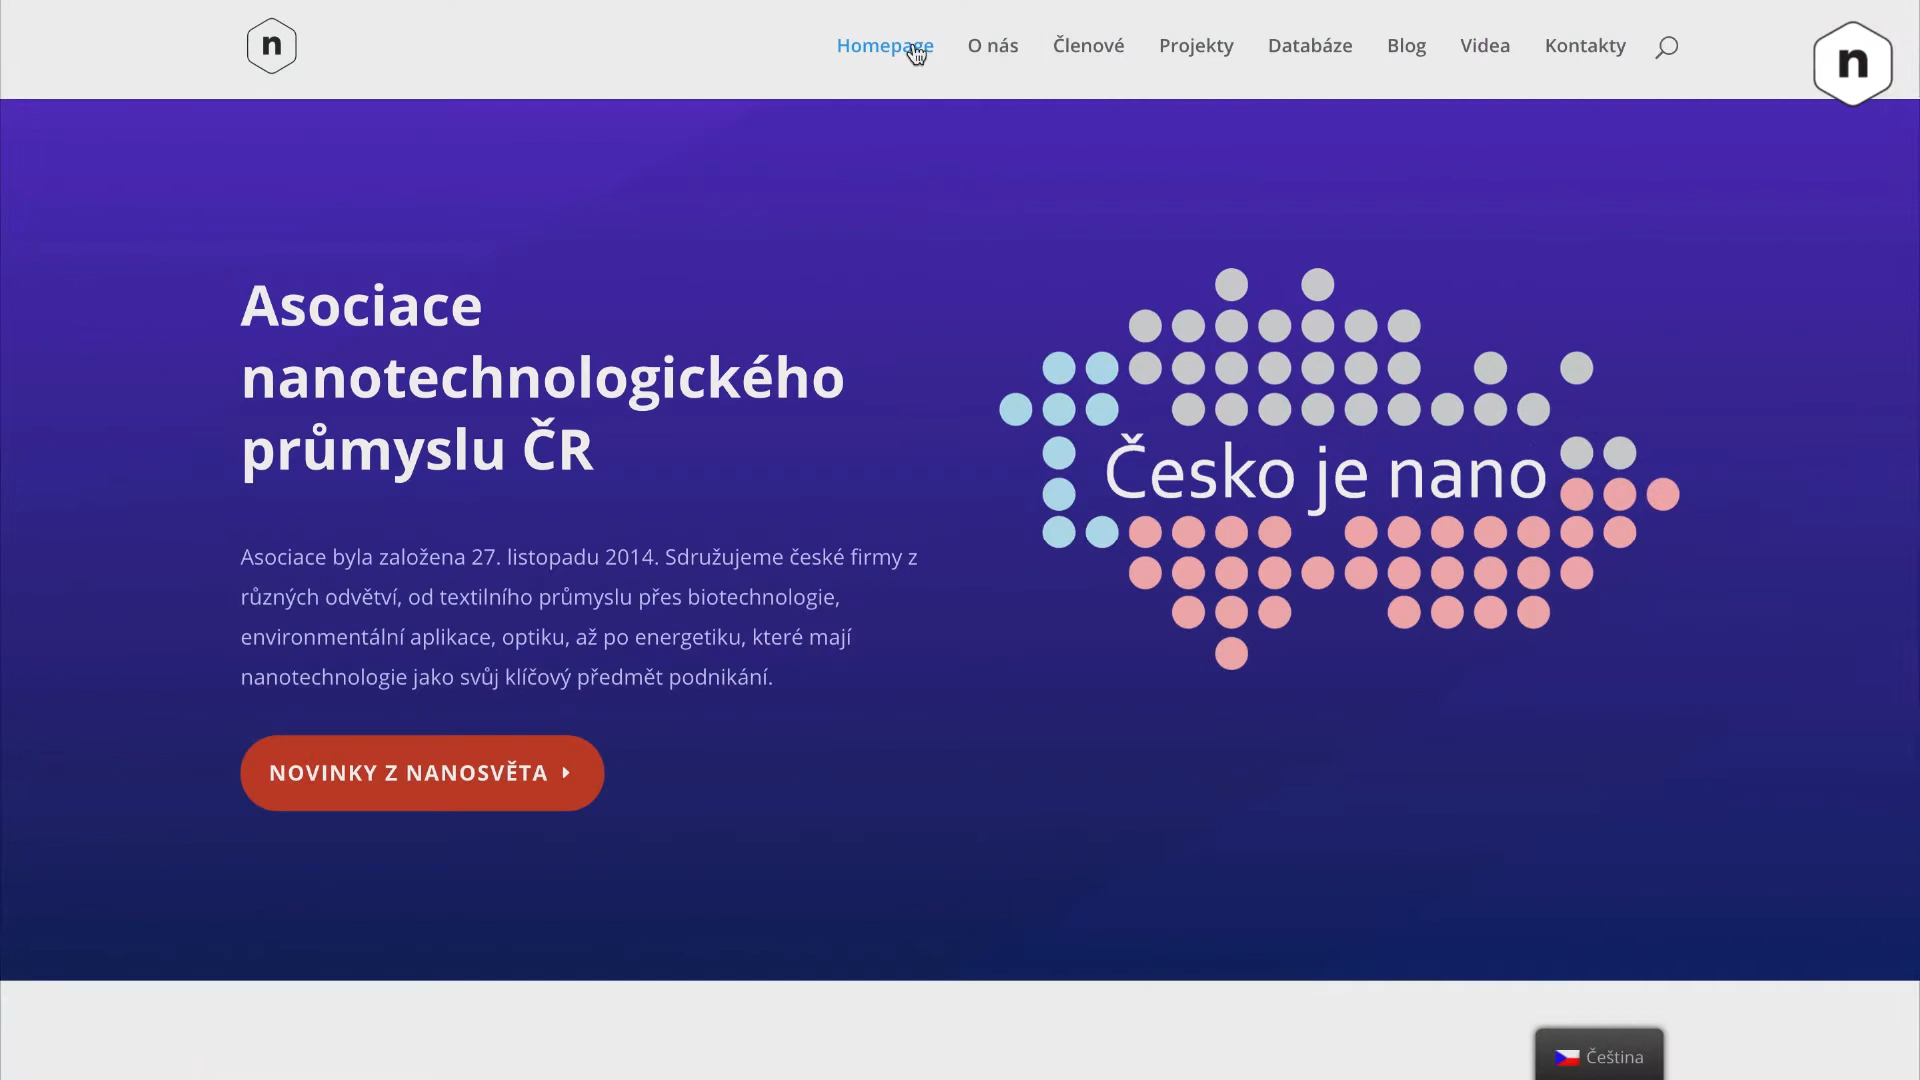 n
Homepage
O nás
Členové
Projekty
Databáze
Blog
Videa
Kontakty
n
Asociace
nanotechnologického
průmyslu ČR
Asociace byla založena 27. listopadu 2014. Sdružujeme české firmy z
různých odvětví, od textilního průmyslu přes biotechnologie,
environmentální aplikace, optiku, až po energetiku, které mají
nanotechnologie jako svůj klíčový předmět podnikání.
NOVINKY Z NANOSVĚTA
Česko je nano
Čeština